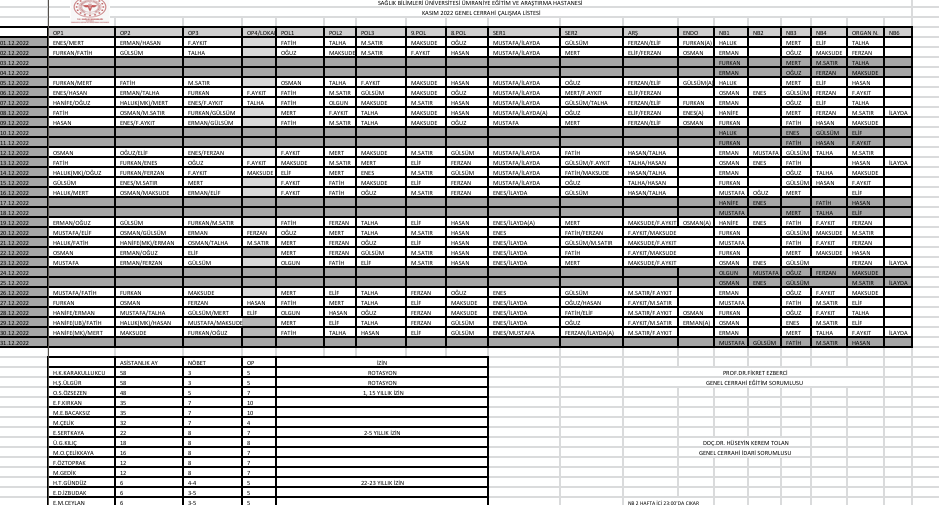 SAĞLIK BİLİMLERİ ÜNİVERSİTESİ ÜMRANİYE EĞİTİM VE ARAŞTIRMA HASTANESİ
KASIM 2022 GENEL CERRAHİ ÇALIŞMA LİSTESİ
OP1 OP2 OP3 OP4/LOKAL POL1 POL2 POL3 9.POL 8.POL SER1 SER2 ARŞ ENDO NB1 NB2 NB3 NB4 ORGAN N. NB6
01.12.2022 ENES/MERT ERMAN/HASAN F.AYKIT FATİH TALHA M.SATIR MAKSUDE OĞUZ MUSTAFA/İLAYDA GÜLSÜM FERZAN/ELİF FURKAN(A) HALUK MERT ELİF TALHA
02.12.2022 FURKAN/FATİH GÜLSÜM TALHA OĞUZ MAKSUDE F.AYKIT M.SATIR HASAN MUSTAFA/İLAYDA MERT ELİF/FERZAN OSMAN ERMAN OĞUZ F.AYKIT HASAN
03.12.2022 FURKAN MERT M.SATIR TALHA
04.12.2022 ERMAN OĞUZ FERZAN MAKSUDE
05.12.2022 FURKAN/MERT FATİH M.SATIR OSMAN TALHA F.AYKIT MAKSUDE HASAN MUSTAFA/İLAYDA OĞUZ FERZAN/ELİF GÜLSÜM(A) HALUK MERT ELİF HASAN
06.12.2022 ENES/HASAN ERMAN/TALHA FURKAN F.AYKIT FATİH M.SATIR GÜLSÜM MAKSUDE OĞUZ MUSTAFA/İLAYDA MERT/F.AYKIT ELİF/FERZAN OSMAN ENES GÜLSÜM FERZAN F.AYKIT
07.12.2022 HANİFE/OĞUZ HALUK(MK)/MERT ENES/F.AYKIT TALHA FATİH OLGUN MAKSUDE M.SATIR HASAN MUSTAFA/İLAYDA GÜLSÜM/TALHA FERZAN/ELİF FURKAN ERMAN OĞUZ ELİF TALHA
08.12.2022 FATİH OSMAN/M.SATIR FURKAN/GÜLSÜM F.AYKIT TALHA OĞUZ MAKSUDE HASAN MUSTAFA/İLAYDA(A) OĞUZ ELİF/FERZAN ENES(A) HANİFE MERT FERZAN M.SATIR İLAYDA
09.12.2022 HASAN ENES/F.AYKIT ERMAN/GÜLSÜM FATİH M.SATIR TALHA MAKSUDE OĞUZ MUSTAFA MERT FERZAN/ELİF OSMAN FURKAN FATİH HASAN MAKSUDE
10.12.2022 HALUK ENES GÜLSÜM ELİF
11.12.2022 FURKAN FATİH HASAN F.AYKIT
12.12.2022 OSMAN OĞUZ/ELİF ENES/FERZAN F.AYKIT MERT MAKSUDE M.SATIR GÜLSÜM MUSTAFA/İLAYDA FATİH HASAN/TALHA ERMAN MUSTAFA GÜLSÜM TALHA M.SATIR
13.12.2022 FATİH FURKAN/ENES OĞUZ F.AYKIT MAKSUDE M.SATIR MERT ELİF FERZAN MUSTAFA/İLAYDA GÜLSÜM/F.AYKIT TALHA/HASAN OSMAN ENES FATİH HASAN İLAYDA
14.12.2022 HALUK(MK)/OĞUZ ERMAN/GÜLSÜM FURKAN/M.SATIR MAKSUDE ELİF MERT ENES M.SATIR FERZAN MUSTAFA/İLAYDA FATİH/MAKSUDE HASAN/TALHA ERMAN OĞUZ TALHA MAKSUDE
15.12.2022 GÜLSÜM ENES/M.SATIR MERT F.AYKIT FATİH MAKSUDE ELİF FERZAN MUSTAFA/İLAYDA OĞUZ TALHA/HASAN FURKAN GÜLSÜM HASAN F.AYKIT
16.12.2022 HALUK/MERT OSMAN/MAKSUDE ERMAN/ELİF F.AYKIT FATİH M.SATIR GÜLSÜM FERZAN ENES/İLAYDA OĞUZ HASAN/TALHA MUSTAFA OĞUZ MERT ELİF
17.12.2022 HANİFE ENES FATİH HASAN
18.12.2022 MUSTAFA MERT TALHA ELİF
19.12.2022 ERMAN/OĞUZ GÜLSÜM FURKAN/M.SATIR FATİH FERZAN TALHA ELİF HASAN ENES/İLAYDA(A) MERT MAKSUDE/F.AYKIT OSMAN(A) FURKAN FATİH M.SATIR FERZAN
20.12.2022 MUSTAFA/ELİF OSMAN/GÜLSÜM ERMAN FERZAN OĞUZ M.SATIR TALHA MERT HASAN ENES FATİH/FERZAN F.AYKIT/MAKSUDE OSMAN GÜLSÜM HASAN MAKSUDE
21.12.2022 HALUK/FATİH HANİFE(MK)/ERMAN OSMAN/TALHA M.SATIR MERT FERZAN OĞUZ ELİF HASAN ENES/İLAYDA GÜLSÜM/M.SATIR MAKSUDE/F.AYKIT MUSTAFA FATİH F.AYKIT FERZAN
22.12.2022 OSMAN ERMAN/OĞUZ ELİF MERT FERZAN GÜLSÜM M.SATIR HASAN ENES/İLAYDA FATİH F.AYKIT/MAKSUDE FURKAN OĞUZ M.SATIR TALHA
23.12.2022 MUSTAFA ERMAN/FERZAN GÜLSÜM OLGUN FATİH ELİF M.SATIR HASAN ENES/İLAYDA MERT MAKSUDE/F.AYKIT OSMAN ENES GÜLSÜM FERZAN İLAYDA
24.12.2022 OLGUN MUSTAFA OĞUZ FERZAN MAKSUDE
25.12.2022 OSMAN ENES GÜLSÜM M.SATIR İLAYDA
26.12.2022 MUSTAFA/FATİH FURKAN MAKSUDE MERT ELİF TALHA FERZAN OĞUZ ENES GÜLSÜM M.SATIR/F.AYKIT ERMAN OĞUZ F.AYKIT MAKSUDE
27.12.2022 FURKAN OSMAN FERZAN HASAN FATİH MERT TALHA ELİF MAKSUDE ENES/İLAYDA OĞUZ/HASAN F.AYKIT/M.SATIR MUSTAFA FATİH M.SATIR ELİF
28.12.2022 HANİFE/ERMAN MUSTAFA/TALHA GÜLSÜM/MERT ELİF OLGUN HASAN OĞUZ FERZAN MAKSUDE ENES/İLAYDA FATİH/ELİF M.SATIR/F.AYKIT OSMAN FURKAN MERT HASAN FERZAN
29.12.2022 HANİFE(UB)/FATİH HALUK(MK)/HASAN MUSTAFA/MAKSUDE MERT ELİF TALHA FERZAN GÜLSÜM ENES/İLAYDA OĞUZ F.AYKIT/M.SATIR ERMAN(A) OSMAN ENES M.SATIR TALHA
30.12.2022 HANİFE(MK)/MERT MAKSUDE FURKAN/OĞUZ FATİH TALHA HASAN ELİF GÜLSÜM ENES/MUSTAFA FERZAN/İLAYDA(A) M.SATIR/F.AYKIT ERMAN MERT TALHA F.AYKIT İLAYDA
31.12.2022 MUSTAFA GÜLSÜM FATİH ELİF HASAN
ASİSTANLIK AY NÖBET OP İZİN
H.K.KARAKULLUKCU 58 3 5 ROTASYON PROF.DR.FİKRET EZBERCİ
H.Ş.ÜLGÜR 58 3 5 ROTASYON GENEL CERRAHİ EĞİTİM SORUMLUSU
O.S.ÖZSEZEN 48 5 7 1, 15 YILLIK İZİN
E.F.KIRKAN 35 7 10
M.E.BACAKSIZ 35 7 10
M.ÇELİK 32 7 4
E.SERTKAYA 22 8 7 2-5 YILLIK İZİN
Ü.G.KILIÇ 18 8 8 DOÇ.DR. HÜSEYİN KEREM TOLAN
M.O.ÇELİKKAYA 16 8 7 GENEL CERRAHİ İDARİ SORUMLUSU
F.ÖZTOPRAK 12 8 7
M.GEDİK 12 8 7
H.T.GÜNDÜZ 6 4-4 5 22-23 YILLIK İZİN
E.D.İZBUDAK 6 3-5 5
E.M.CEYLAN 6 3-5 5 NB 2 HAFTA İÇİ 23:00'DA ÇIKAR